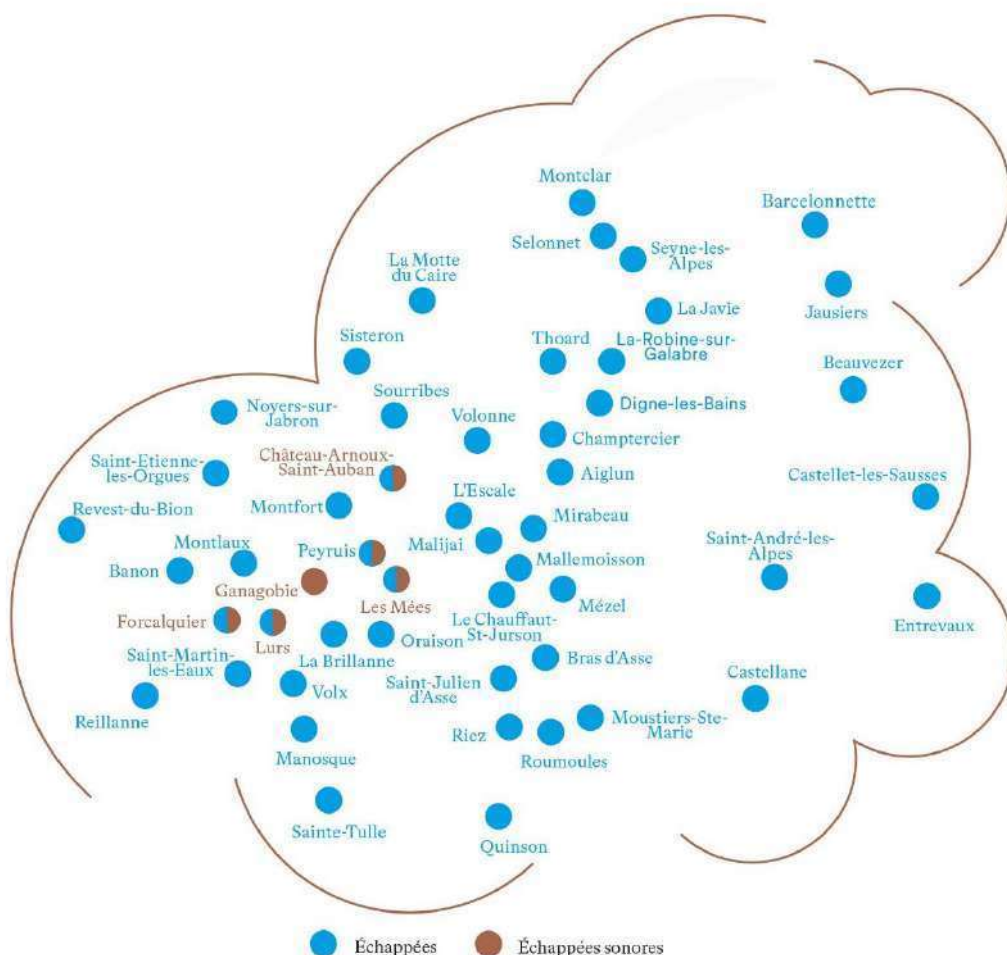 Montclar
Barcelonnette
Selonnet
Seyne-les-
Alpes
La Motte
du Caire
Jausiers
La Javie
Sisteron
Thoard
La-Robine-sur-
Galabre
Beauvezer
Noyers-sur-
Jabron
Sourribes
Digne-les-Bains
Volonne
Champtercier
Château-Arnoux-
Saint-Auban
Saint-Etienne-
les-Orgues
Aiglun
Castellet-les-Sausses
L'Escale
Revest-du-Bion
Montfort
Mirabeau
Montlaux
Peyruis
Malijai
Saint-André-les-
Alpes
Banon
Mallemoisson
Ganagobie
Les Mées
Mézel
Forcalquier
Le Chauffaut-
St-Jurson
Entrevaux
Lurs
Oraison
La Brillanne
Bras d'Asse
Saint-Martin-
les-Eaux
Castellane
Volx
Saint-Julien
d'Asse
Reillanne
Moustiers-Ste-
Marie
Riez
Manosque
Roumoules
Sainte-Tulle
Quinson
Échappées
Échappées sonores